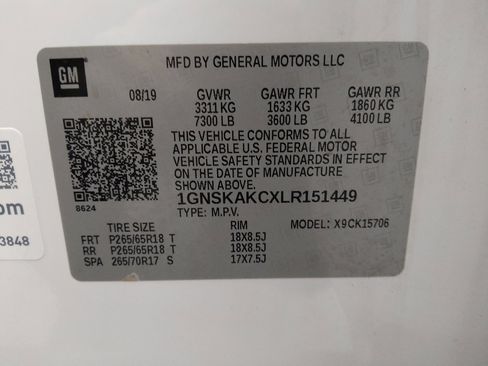 GM
MFD BY GENERAL MOTORS LLC
08/19 GVWR GAWR FRT GAWR RR
3311 KG 1633 KG 1860 KG
7300 LB 3600 LB 4100 LB
THIS VEHICLE CONFORMS TO ALL
APPLICABLE U.S. FEDERAL MOTOR
VEHICLE SAFETY STANDARDS IN EFFECT
ON THE DATE OF MANUFACTURE
SHOWN ABOVE.
1GNSKAKCXLR151449
8624 TYPE: M.P.V.
TIRE SIZE RIM MODEL: X9CK15706
FRT P265/65R18 T 18X8.5J
RR P265/65R18 T 18X8.5J
SPA 265/70R17 S 17X7.5J
om
3848